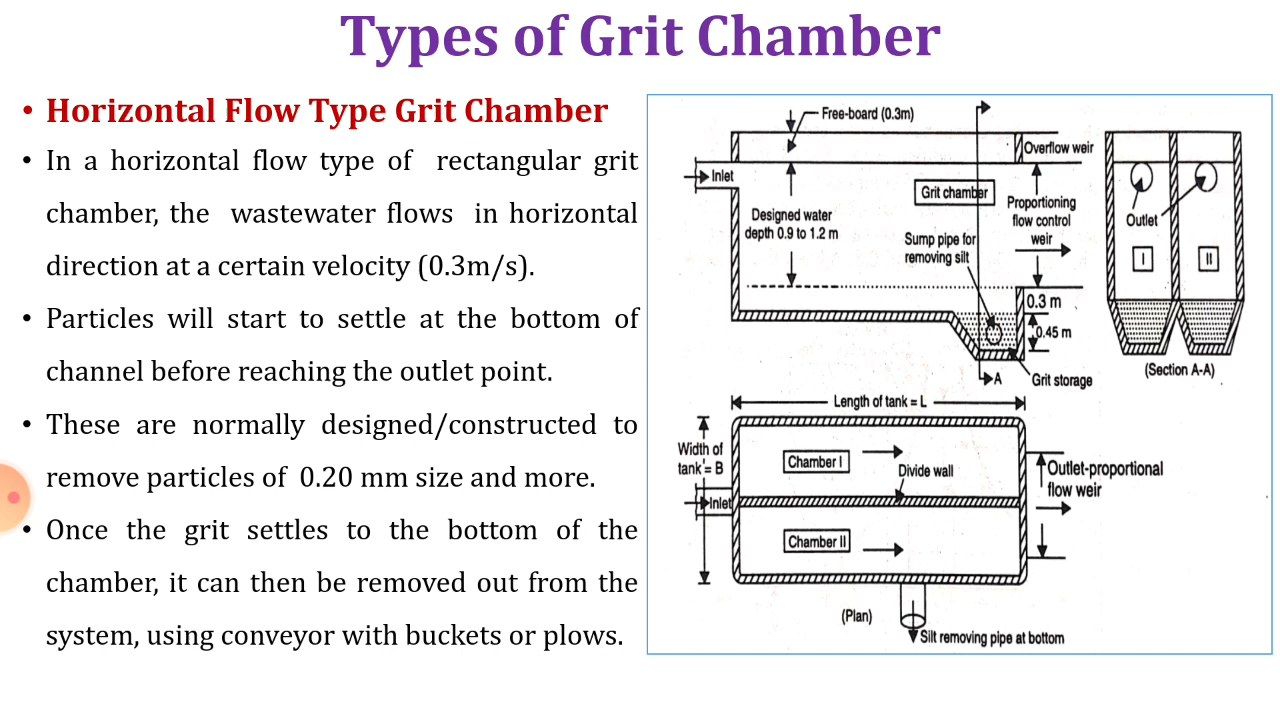 Types of Grit Chamber
• Horizontal Flow Type Grit Chamber
• In a horizontal flow type of rectangular grit
chamber, the wastewater flows in horizontal
direction at a certain velocity (0.3m/s).
• Particles will start to settle at the bottom of
channel before reaching the outlet point.
• These are normally designed/constructed to
remove particles of 0.20 mm size and more.
• Once the grit settles to the bottom of the
chamber, it can then be removed out from the
system, using conveyor with buckets or plows.
Free-board (0.3m)
Overflow weir
Inlet
Grit chamber
Designed water
depth 0.9 to 1.2 m
Proportioning
flow control
weir
Sump pipe for
removing silt
0.3 m
0.45 m
A
Grit storage
Outlet
I
II
(Section A-A)
Length of tank = L
Width of
tank = B
Chamber I
Divide wall
Inlet
Outlet-proportional
flow weir
Chamber II
(Plan)
Silt removing pipe at bottom